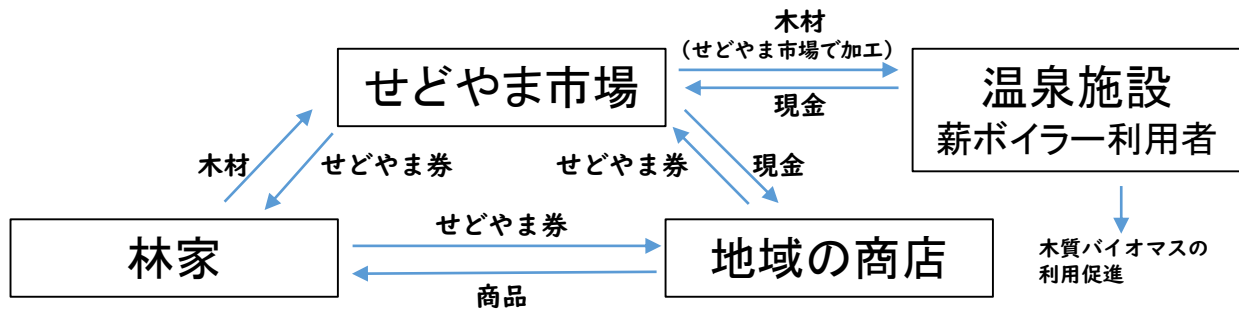 木材
（せどやま市場で加工）
せどやま市場
温泉施設
薪ボイラー利用者
現金
木材
せどやま券
せどやま券
現金
林家
せどやま券
商品
地域の商店
木質バイオマスの
利用促進